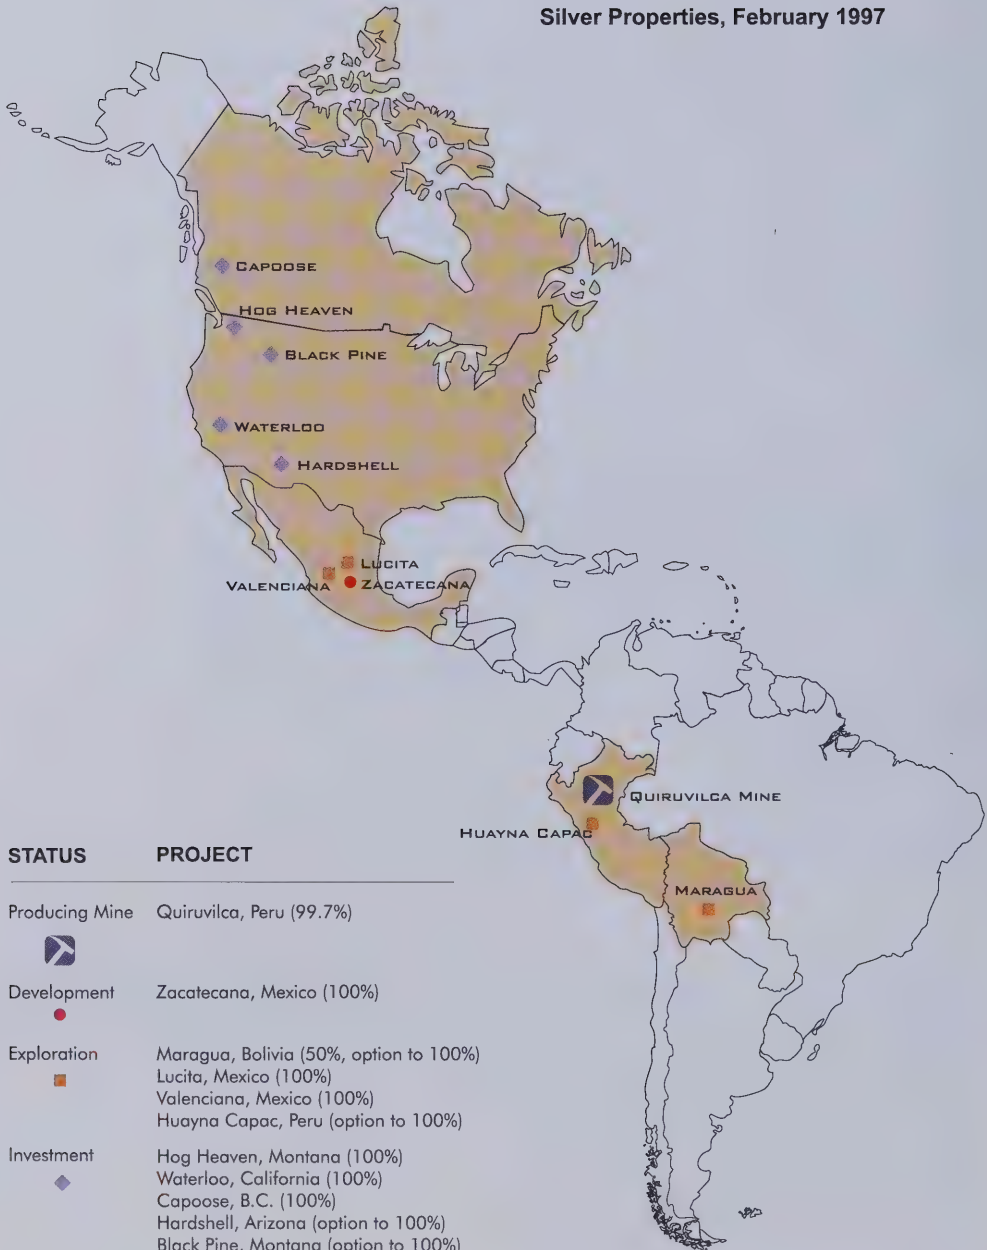 Silver Properties, February 1997
CAPOOSE
HOG HEAVEN
BLACK PINE
WATERLOO
HARDSHELL
LUCITA
VALENCIANA
ZACATECANA
QUIRUVILCA MINE
HUAYNA CAPAC
MARAGUA
STATUS PROJECT
Producing Mine Quiruvilca, Peru (99.7%)
Development Zacatecana, Mexico (100%)
Exploration Maragua, Bolivia (50%, option to 100%)
Lucita, Mexico (100%)
Valenciana, Mexico (100%)
Huayna Capac, Peru (option to 100%)
Investment Hog Heaven, Montana (100%)
Waterloo, California (100%)
Capoose, B.C. (100%)
Hardshell, Arizona (option to 100%)
Black Pine, Montana (option to 100%)